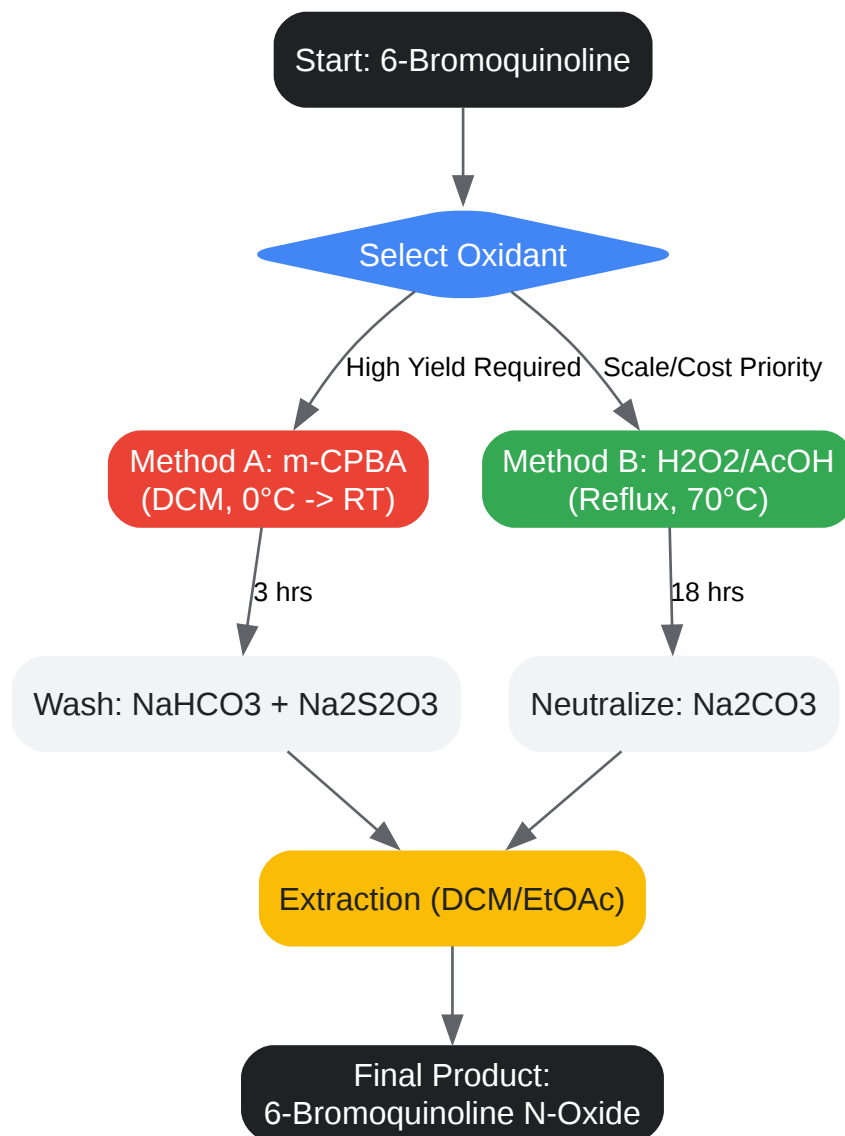 Start: 6-Bromoquinoline
Select Oxidant
High Yield Required
Scale/Cost Priority
Method A: m-CPBA
(DCM, 0°C -> RT)
Method B: H2O2/AcOH
(Reflux, 70°C)
3 hrs
18 hrs
Wash: NaHCO3 + Na2S2O3
Neutralize: Na2CO3
Extraction (DCM/EtOAc)
Final Product:
6-Bromoquinoline N-Oxide